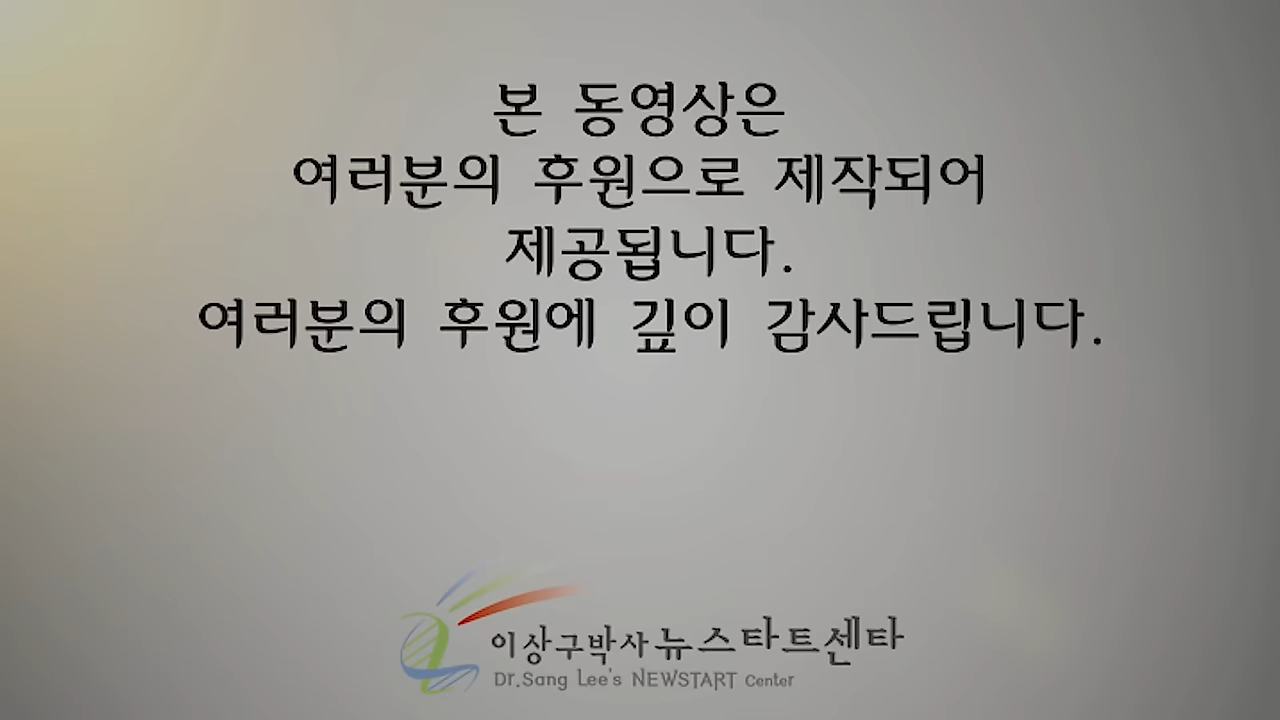 본 동영상은
여러분의 후원으로 제작되어
제공됩니다.
여러분의 후원에 깊이 감사드립니다.
이상구박사 뉴스타트센타
Dr.Sang Lee's NEWSTART Center